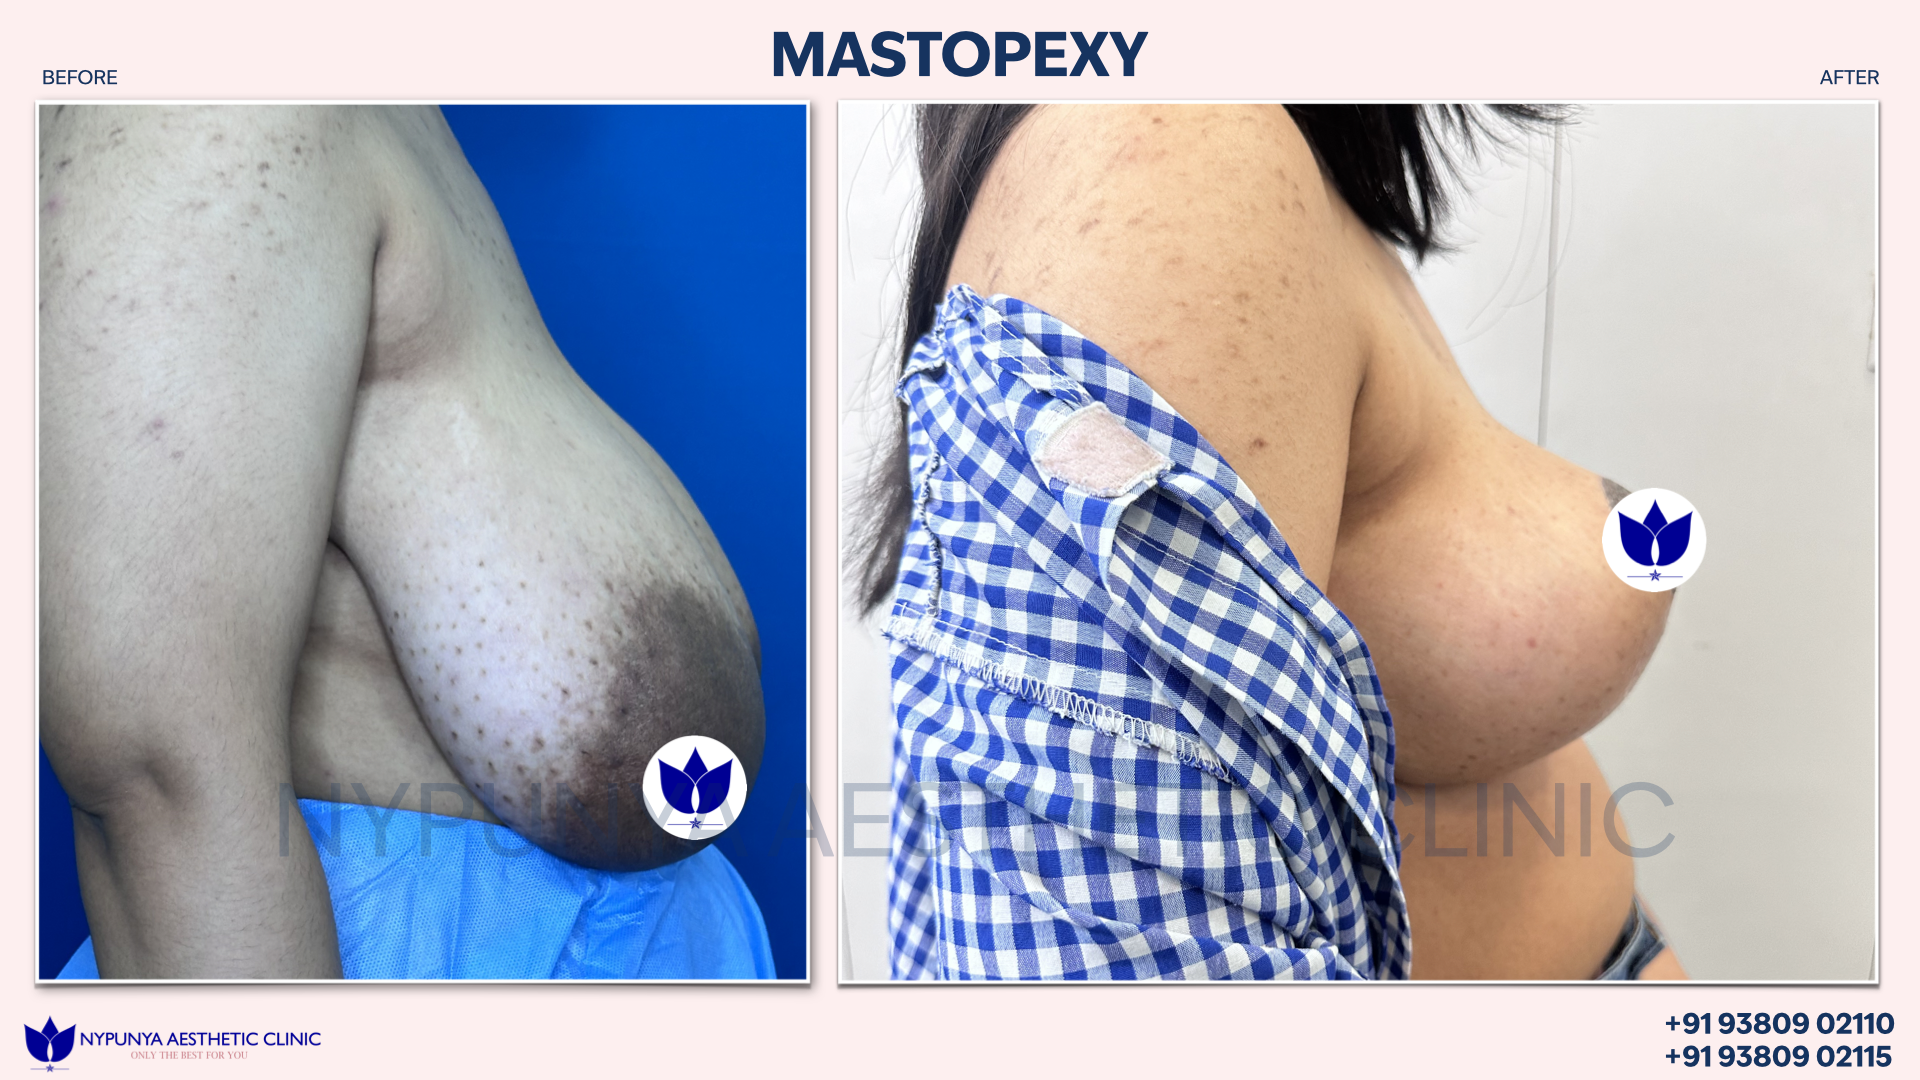 MASTOPEXY
BEFORE
AFTER
NYPUNYA AESTHETIC CLINIC
NYPUNYA AESTHETIC CLINIC
ONLY THE BEST FOR YOU
+91 93809 02110
+91 93809 02115